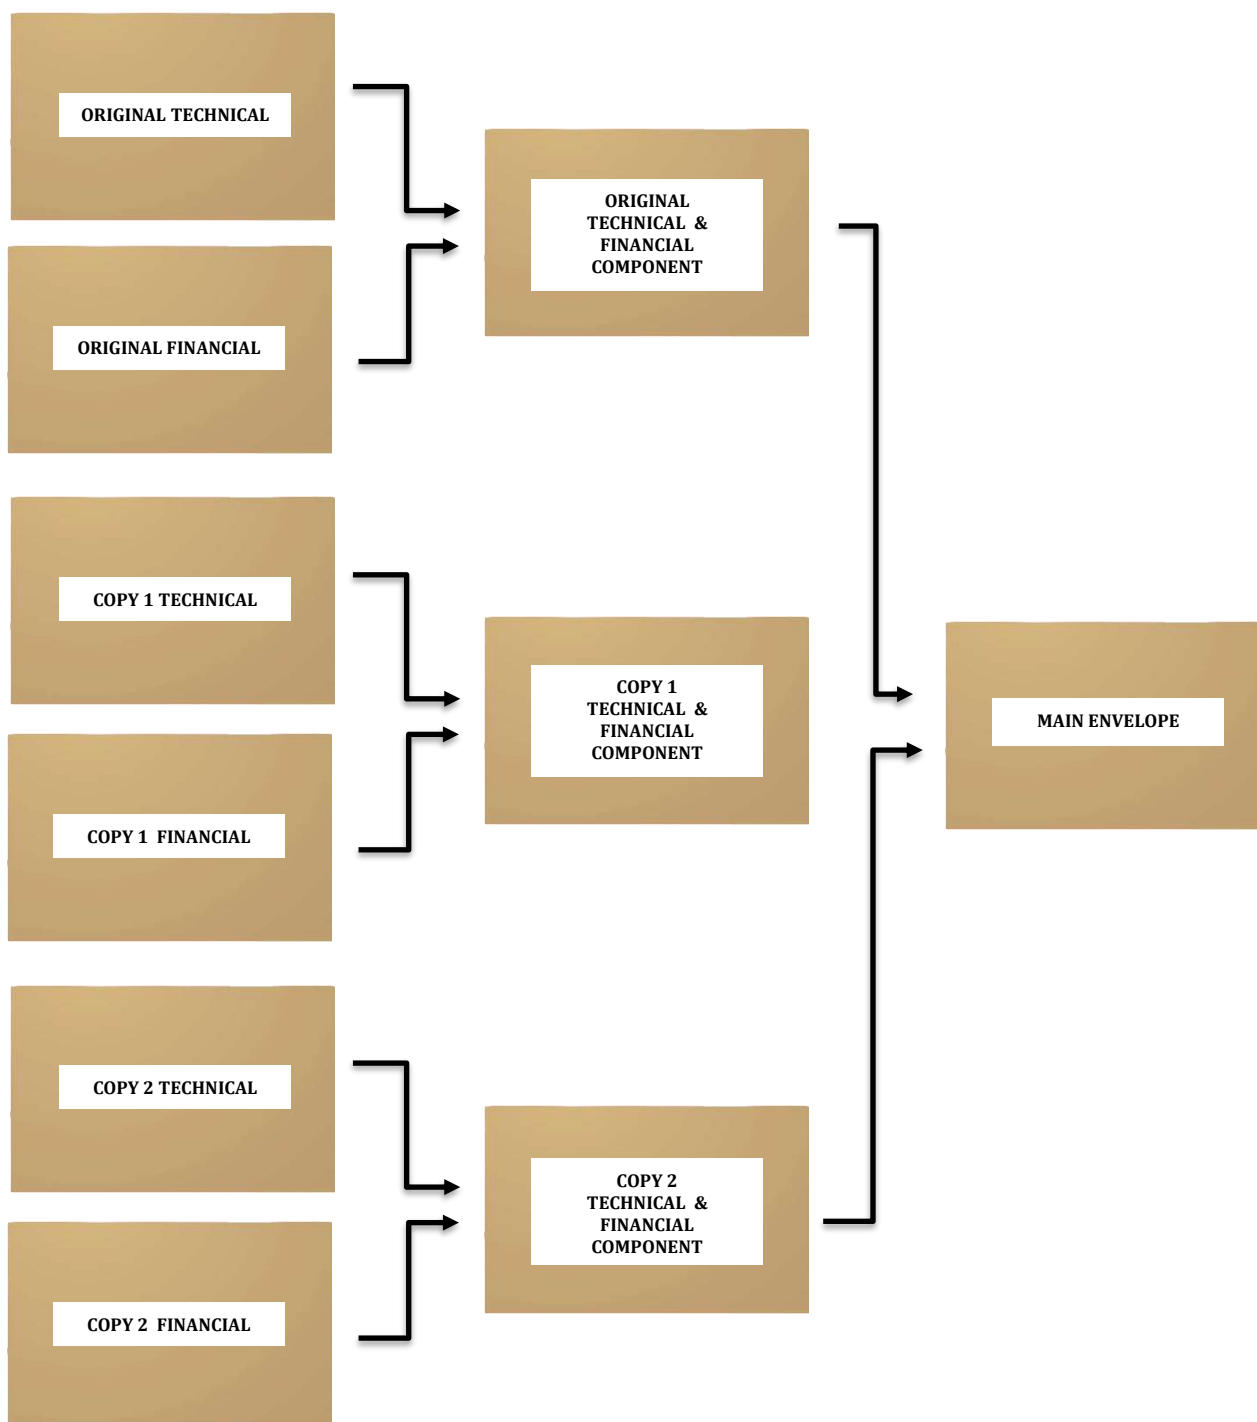 ORIGINAL TECHNICAL
ORIGINAL FINANCIAL
ORIGINAL
TECHNICAL &
FINANCIAL
COMPONENT
COPY 1 TECHNICAL
COPY 1 FINANCIAL
COPY 1
TECHNICAL &
FINANCIAL
COMPONENT
COPY 2 TECHNICAL
COPY 2 FINANCIAL
COPY 2
TECHNICAL &
FINANCIAL
COMPONENT
MAIN ENVELOPE